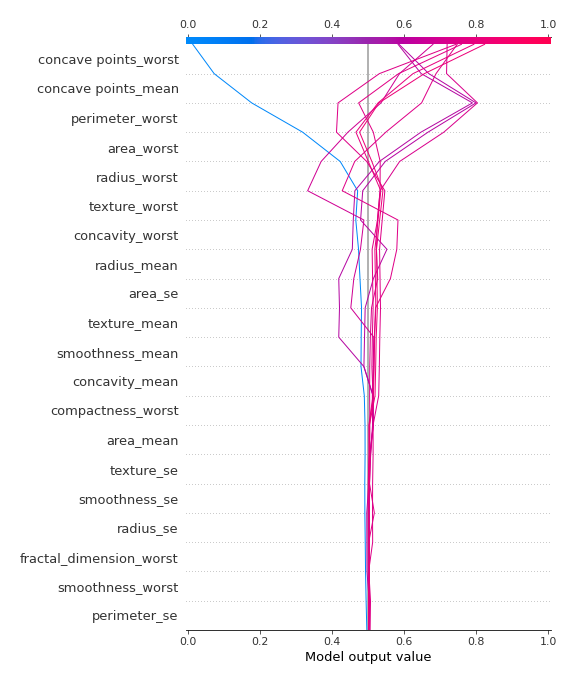 0.0 0.2 0.4 0.6 0.8 1.0
concave points_worst
concave points_mean
perimeter_worst
area_worst
radius_worst
texture_worst
concavity_worst
radius_mean
area_se
texture_mean
smoothness_mean
concavity_mean
compactness_worst
area_mean
texture_se
smoothness_se
radius_se
fractal_dimension_worst
smoothness_worst
perimeter_se
0.0 0.2 0.4 0.6 0.8 1.0
Model output value